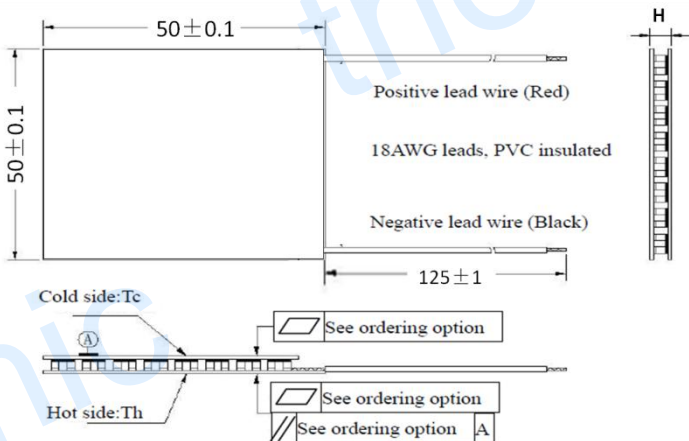 50±0.1
H
50±0.1
Positive lead wire (Red)
18AWG leads, PVC insulated
Negative lead wire (Black)
125±1
Cold side:Tc
A
See ordering option
See ordering option
Hot side:Th
See ordering option A